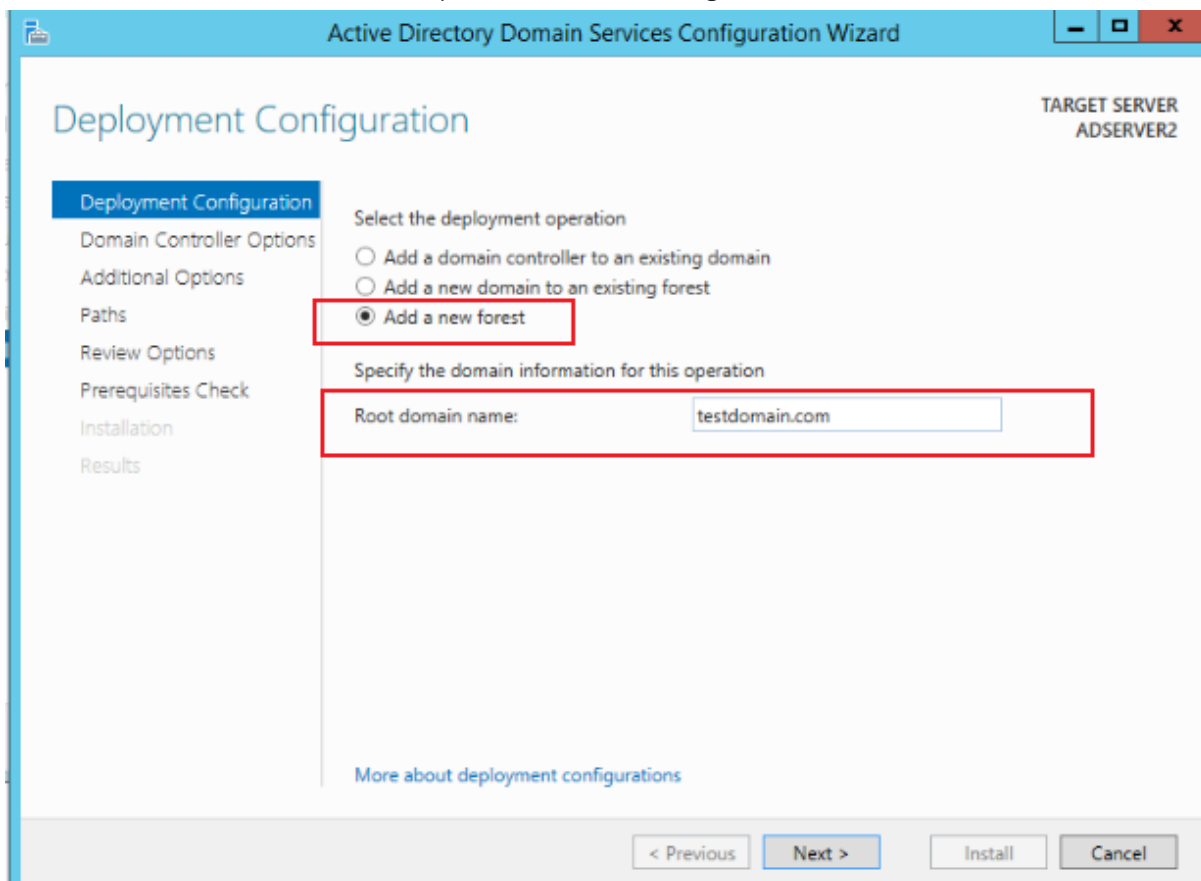 Active Directory Domain Services Configuration Wizard
Deployment Configuration
TARGET SERVER
ADSERVER2
Deployment Configuration
Domain Controller Options
Additional Options
Paths
Review Options
Prerequisites Check
Installation
Results
Select the deployment operation
Add a domain controller to an existing domain
Add a new domain to an existing forest
Add a new forest
Specify the domain information for this operation
Root domain name: testdomain.com
More about deployment configurations
< Previous Next > Install Cancel